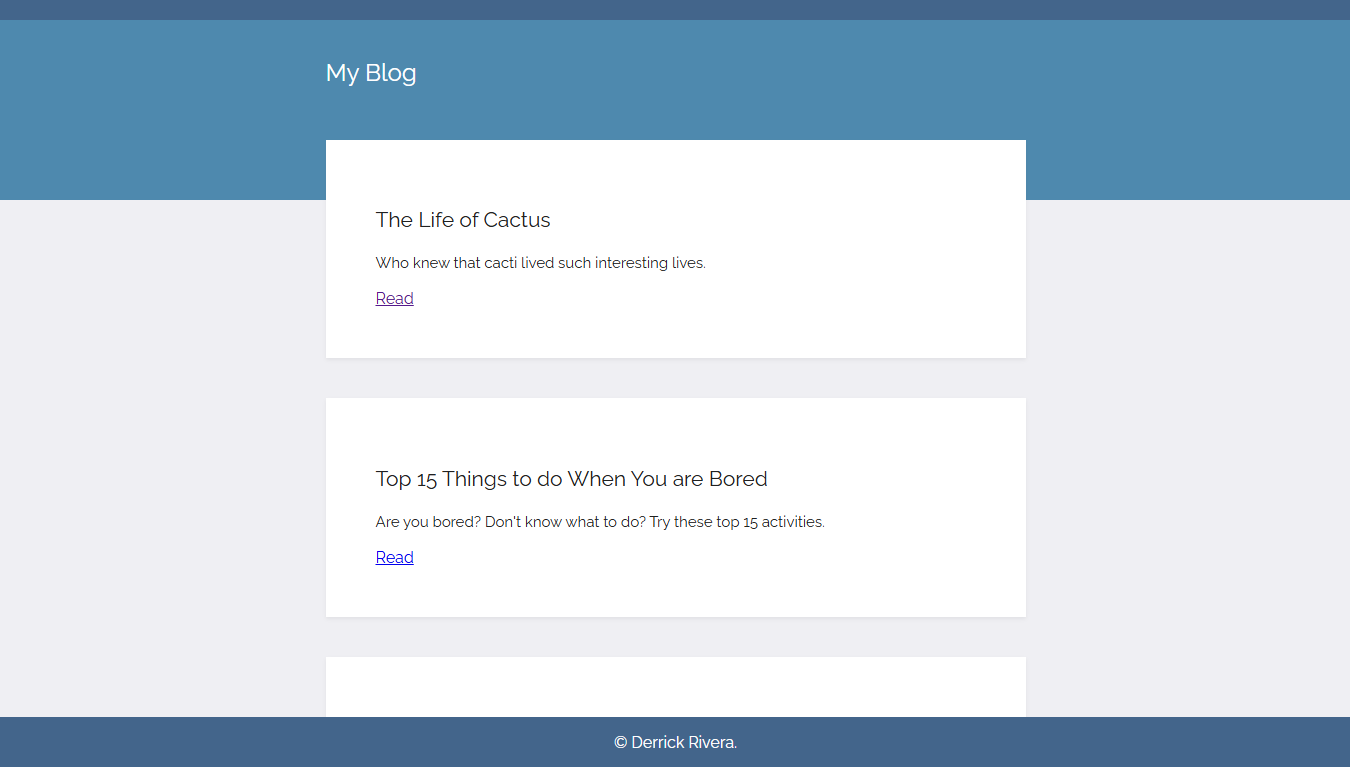 My Blog
The Life of Cactus
Who knew that cacti lived such interesting lives.
Read
Top 15 Things to do When You are Bored
Are you bored? Don't know what to do? Try these top 15 activities.
Read
© Derrick Rivera.